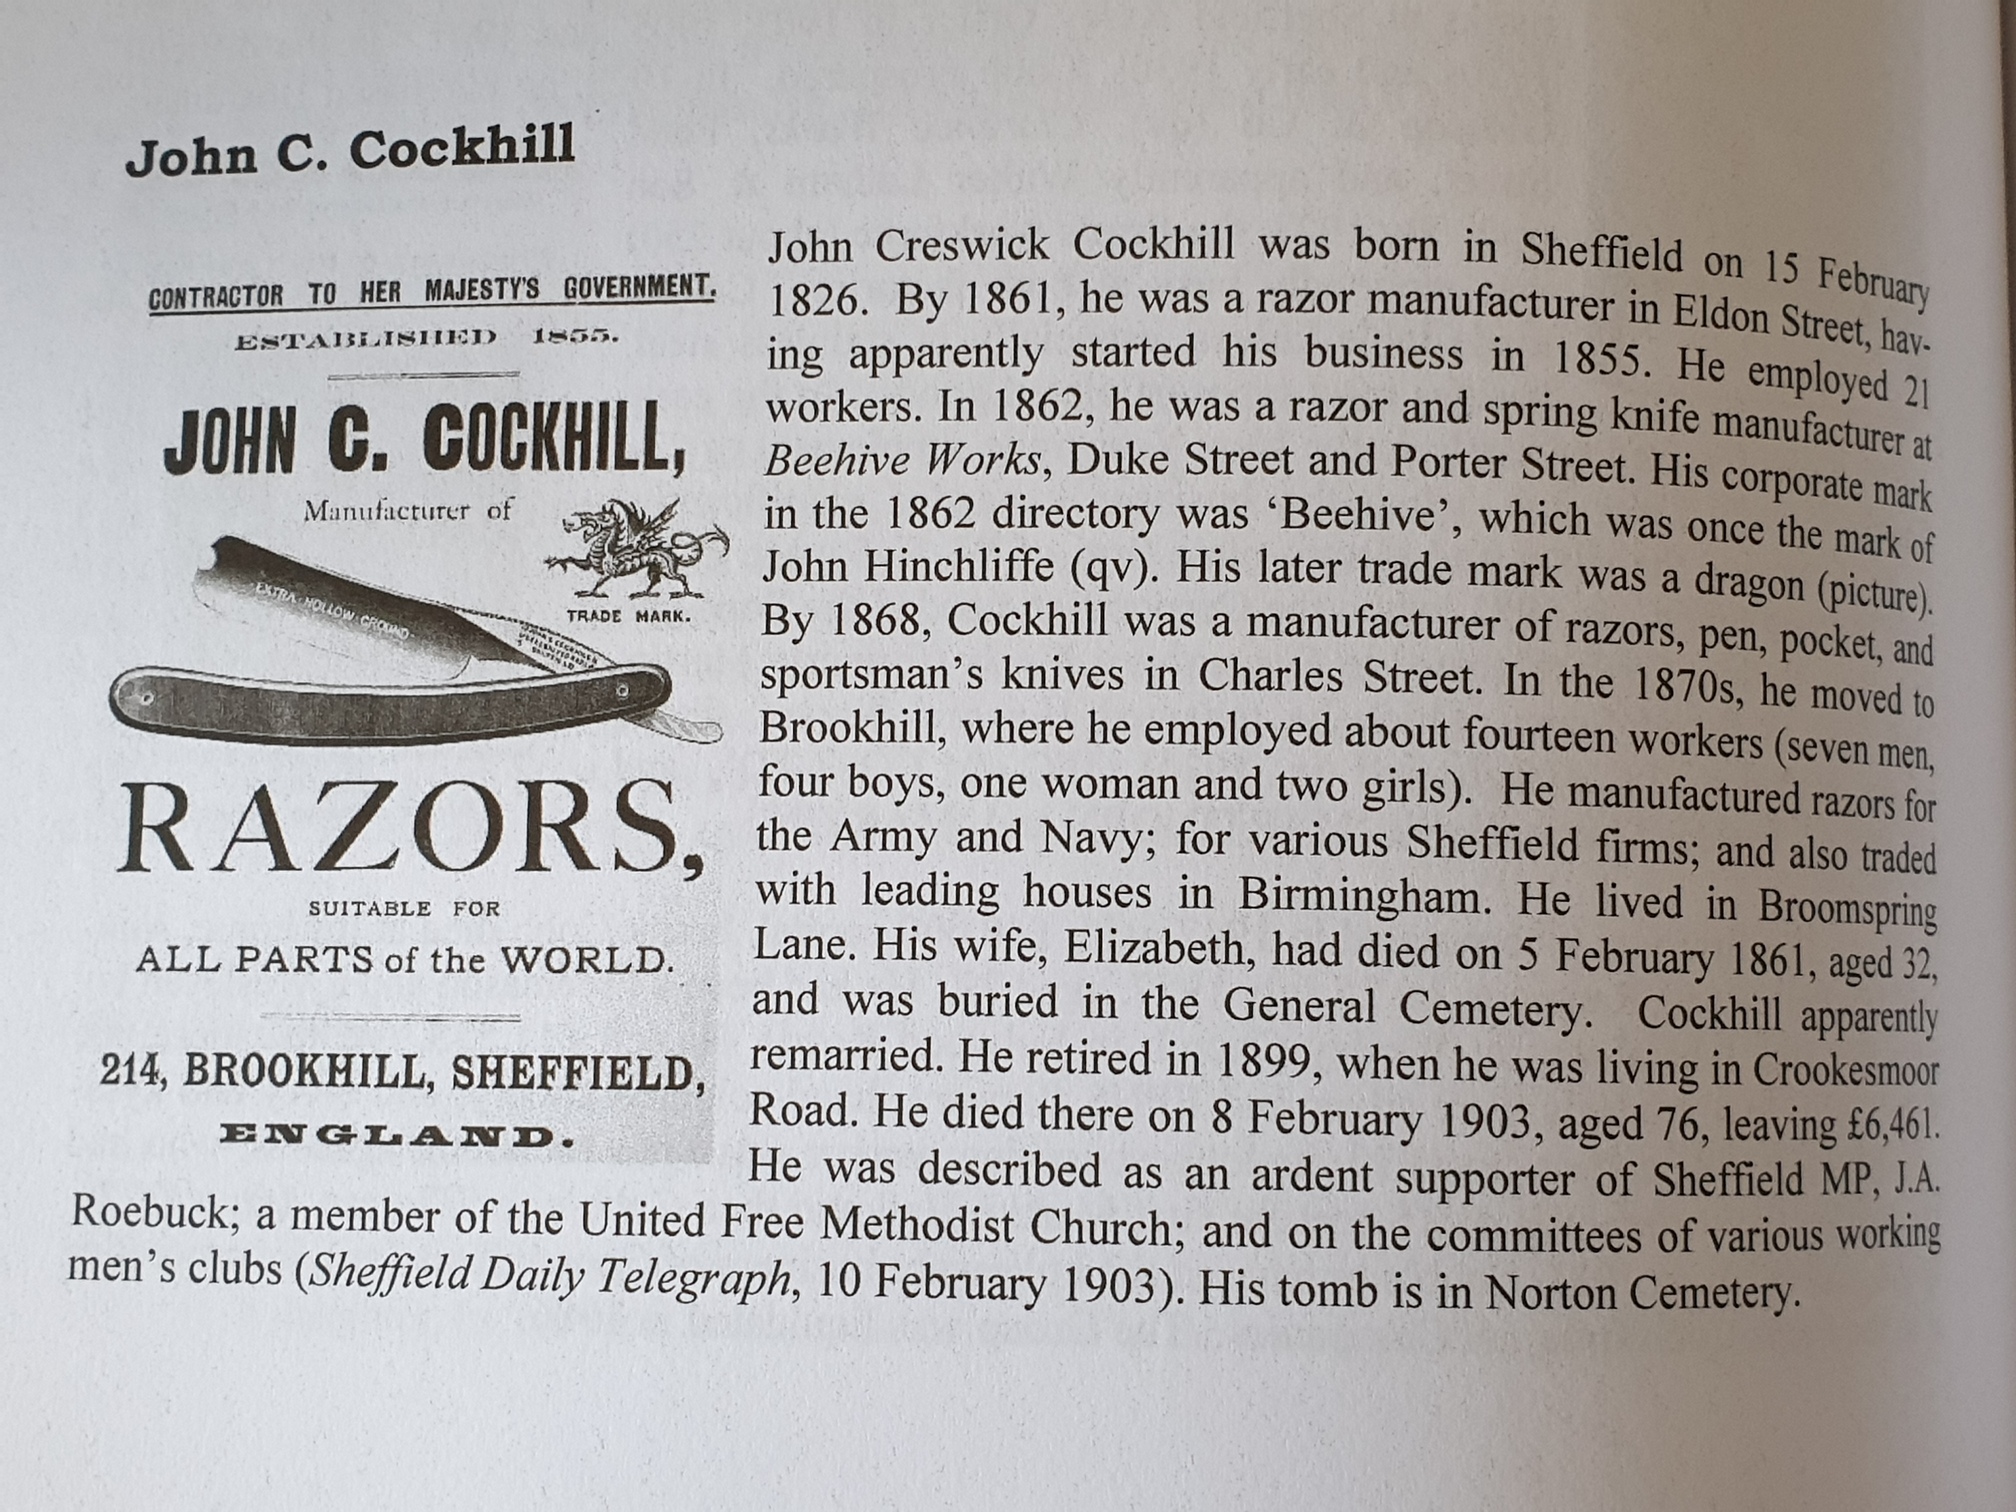 John C. Cockhill
CONTRACTOR TO HER MAJESTY'S GOVERNMENT.
ESTABLISHED 1855.
JOHN C. COCKHILL,
Manufacturer of
EXTRA-HOLLOW-GROUND
TRADE MARK.
RAZORS,
SUITABLE FOR
ALL PARTS of the WORLD.
214, BROOKHILL, SHEFFIELD,
ENGLAND.
John Creswick Cockhill was born in Sheffield on 15 February
1826. By 1861, he was a razor manufacturer in Eldon Street, hav-
ing apparently started his business in 1855. He employed 21
workers. In 1862, he was a razor and spring knife manufacturer at
Beehive Works, Duke Street and Porter Street. His corporate mark
in the 1862 directory was ‘Beehive’, which was once the mark of
John Hinchliffe (qv). His later trade mark was a dragon (picture).
By 1868, Cockhill was a manufacturer of razors, pen, pocket, and
sportsman’s knives in Charles Street. In the 1870s, he moved to
Brookhill, where he employed about fourteen workers (seven men,
four boys, one woman and two girls). He manufactured razors for
the Army and Navy; for various Sheffield firms; and also traded
with leading houses in Birmingham. He lived in Broomspring
Lane. His wife, Elizabeth, had died on 5 February 1861, aged 32,
and was buried in the General Cemetery. Cockhill apparently
remarried. He retired in 1899, when he was living in Crookesmoor
Road. He died there on 8 February 1903, aged 76, leaving £6,461.
He was described as an ardent supporter of Sheffield MP, J.A.
Roebuck; a member of the United Free Methodist Church; and on the committees of various working
men’s clubs (Sheffield Daily Telegraph, 10 February 1903). His tomb is in Norton Cemetery.